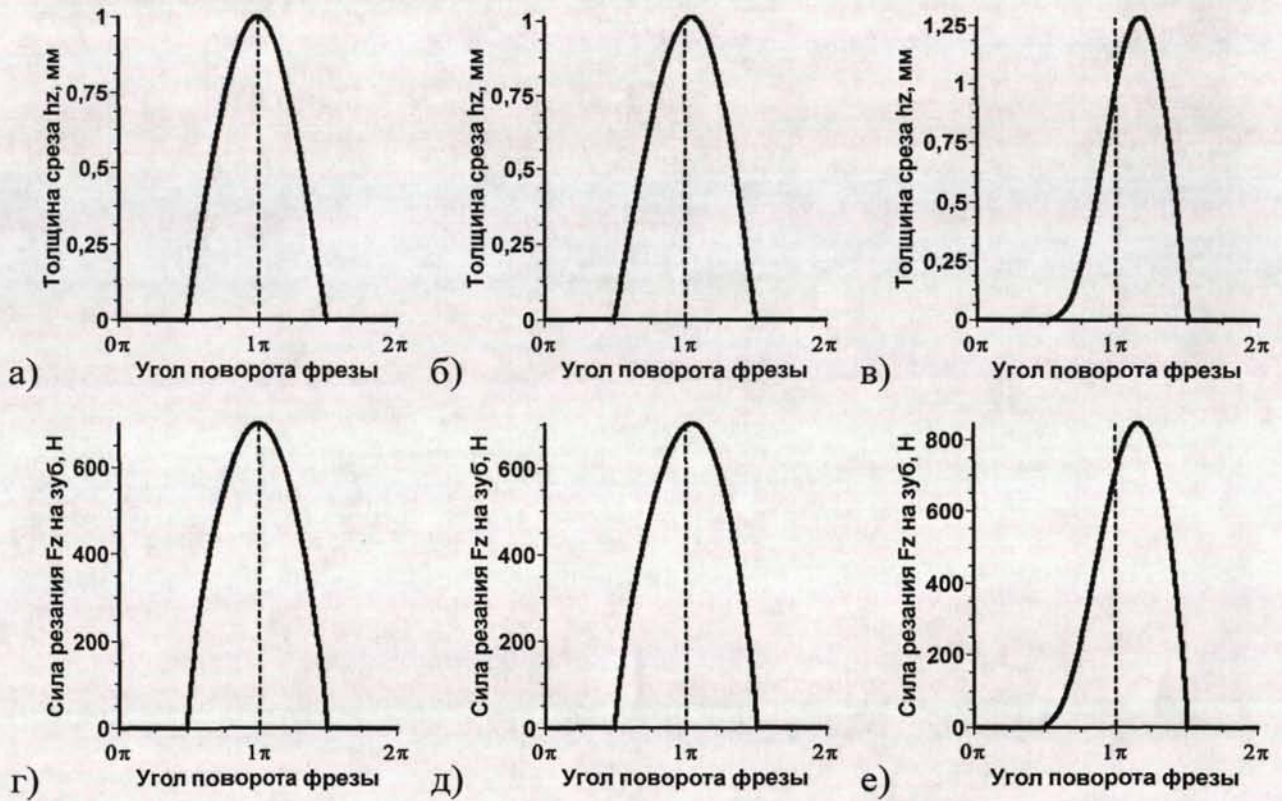 Толщина среза hz, мм
1
0,75
0,5
0,25
0
0π 1π 2π
Угол поворота фрезы
а)
Толщина среза hz, мм
1
0,75
0,5
0,25
0
0π 1π 2π
Угол поворота фрезы
б)
Толщина среза hz, мм
1,25
1
0,75
0,5
0,25
0
0π 1π 2π
Угол поворота фрезы
в)
Сила резания Fz на зуб, Н
600
400
200
0
0π 1π 2π
Угол поворота фрезы
г)
Сила резания Fz на зуб, Н
600
400
200
0
0π 1π 2π
Угол поворота фрезы
д)
Сила резания Fz на зуб, Н
800
600
400
200
0
0π 1π 2π
Угол поворота фрезы
е)